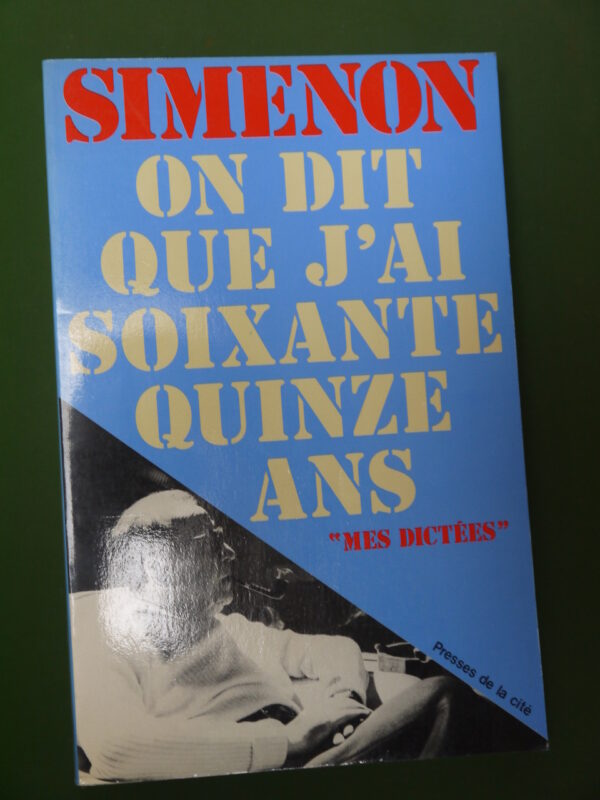 SIMENON
ON DIT
QUE J'AI
SOIXANTE
QUINZE
ANS
"MES DICTÉES"
Presses de la cité